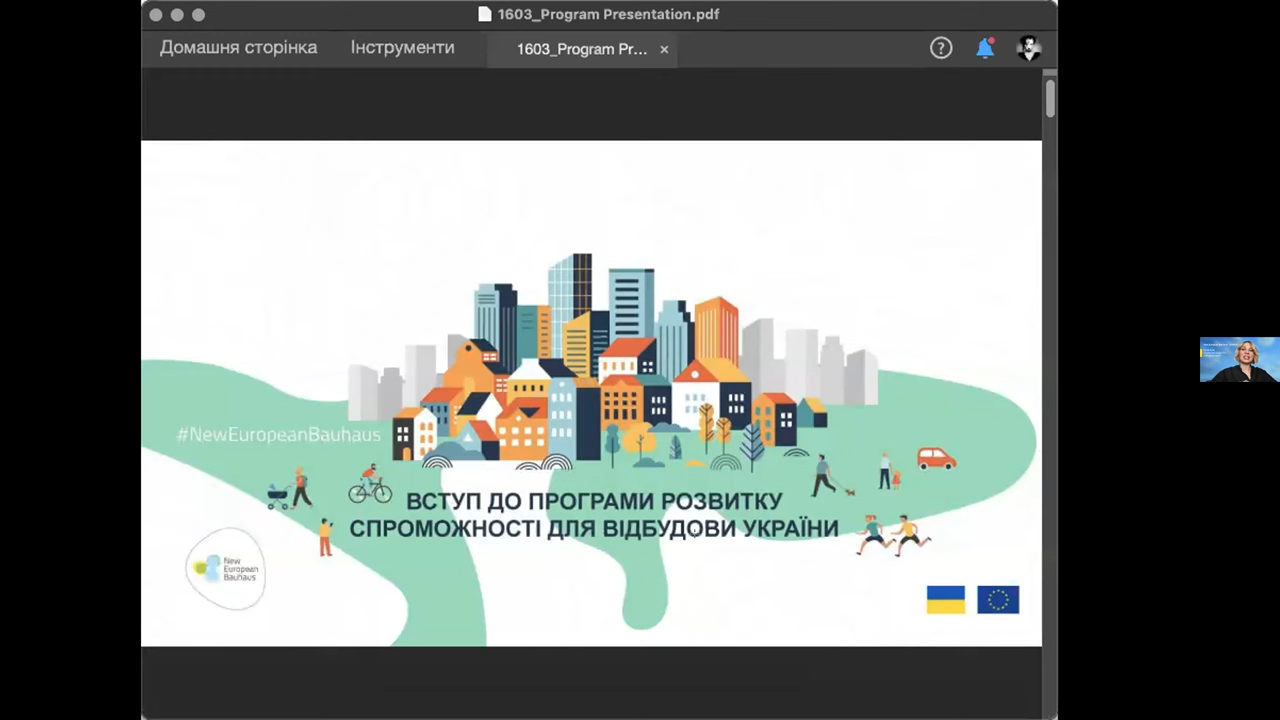 1603_Program Presentation.pdf
Домашня сторінка
Інструменти
1603_Program Pr...
#NewEuropeanBauhaus
ВСТУП ДО ПРОГРАМИ РОЗВИТКУ
СПРОМОЖНОСТІ ДЛЯ ВІДБУДОВИ УКРАЇНИ
New
European
Bauhaus